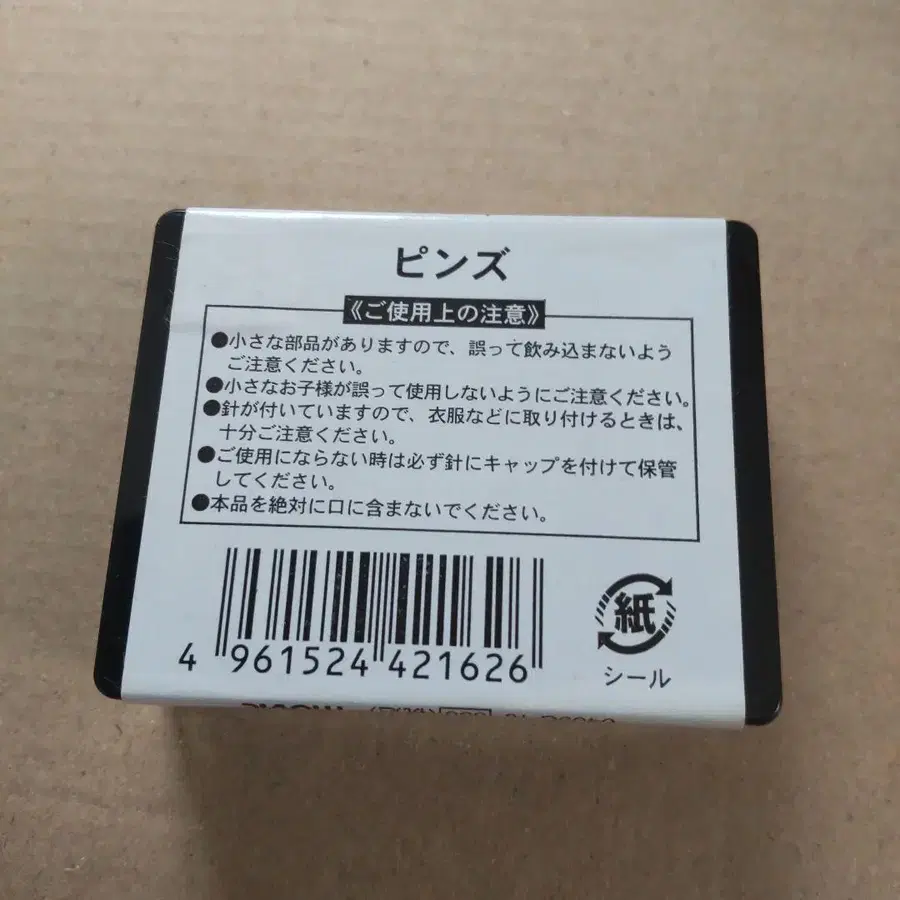 ピンズ
《ご使用上の注意》
●小さな部品がありますので、誤って飲み込まないよう
ご注意ください。
●小さなお子様が誤って使用しないようにご注意ください。
●針が付いていますので、衣服などに取り付けるときは、
十分ご注意ください。
●ご使用にならない時は必ず針にキャップを付けて保管
してください。
●本品を絶対に口に含まないでください。
4 961524 421626
紙
シール